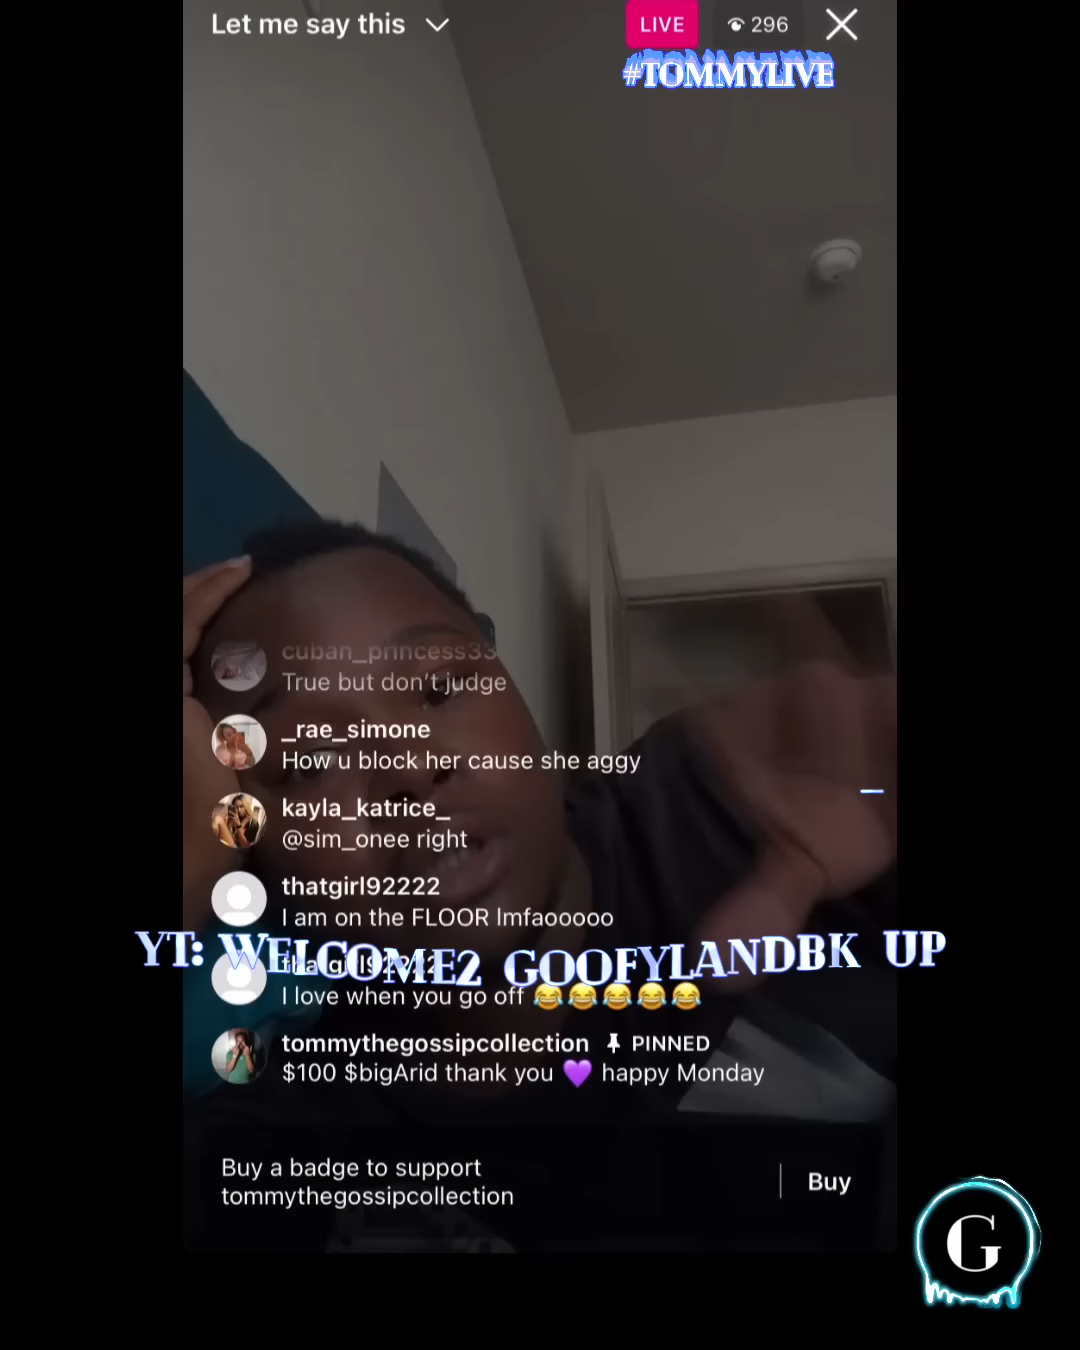 Let me say this
LIVE
296
#TOMMYLIVE
cuban_princess33
True but don't judge
_rae_simone
How u block her cause she aggy
kayla_katrice_
@sim_onee right
thatgirl92222
I am on the FLOOR lmfaooooo
YT: WELCOME2 GOOFYLANDBK UP
thatgirl92222
I love when you go off 😂😂😂😂😂
tommythegossipcollection PINNED
$100 $bigArid thank you 💜 happy Monday
Buy a badge to support
tommythegossipcollection
Buy
G